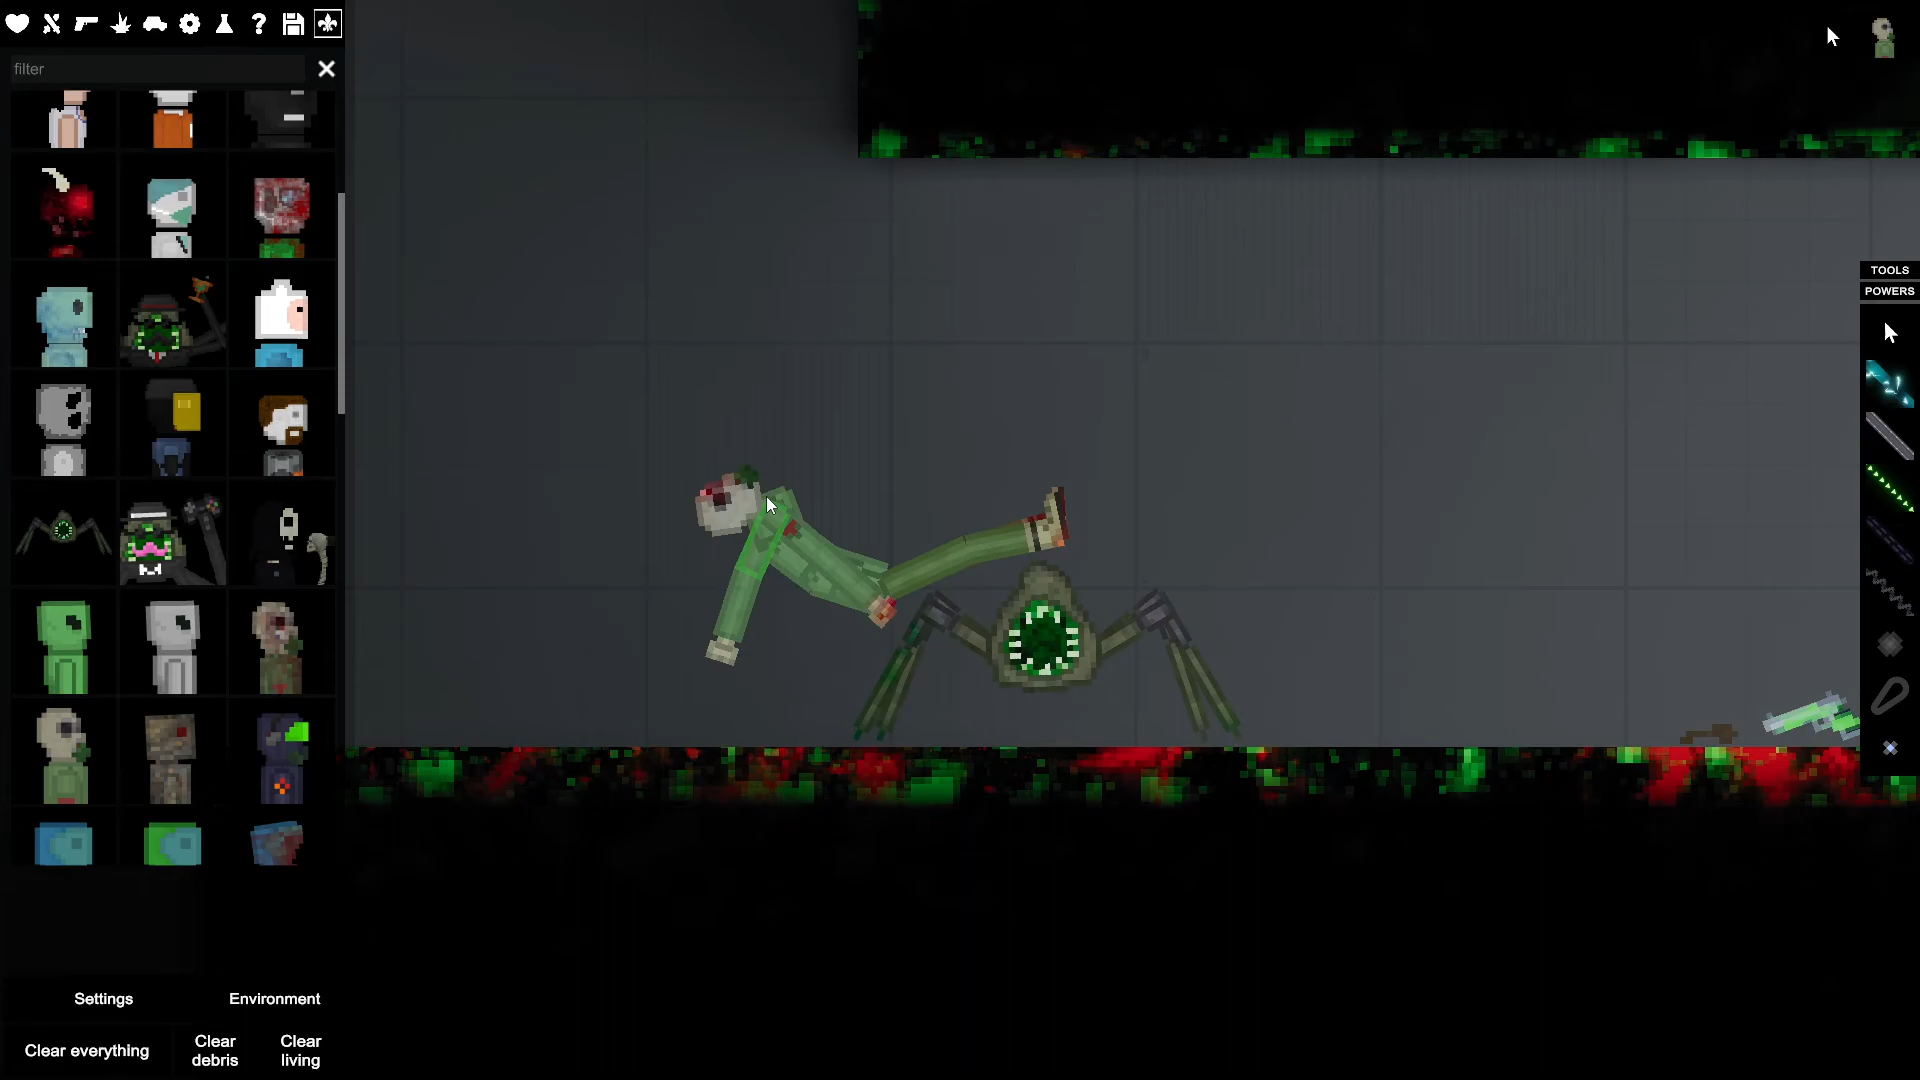 filter
TOOLS
POWERS
Settings
Environment
Clear everything
Clear
debris
Clear
living